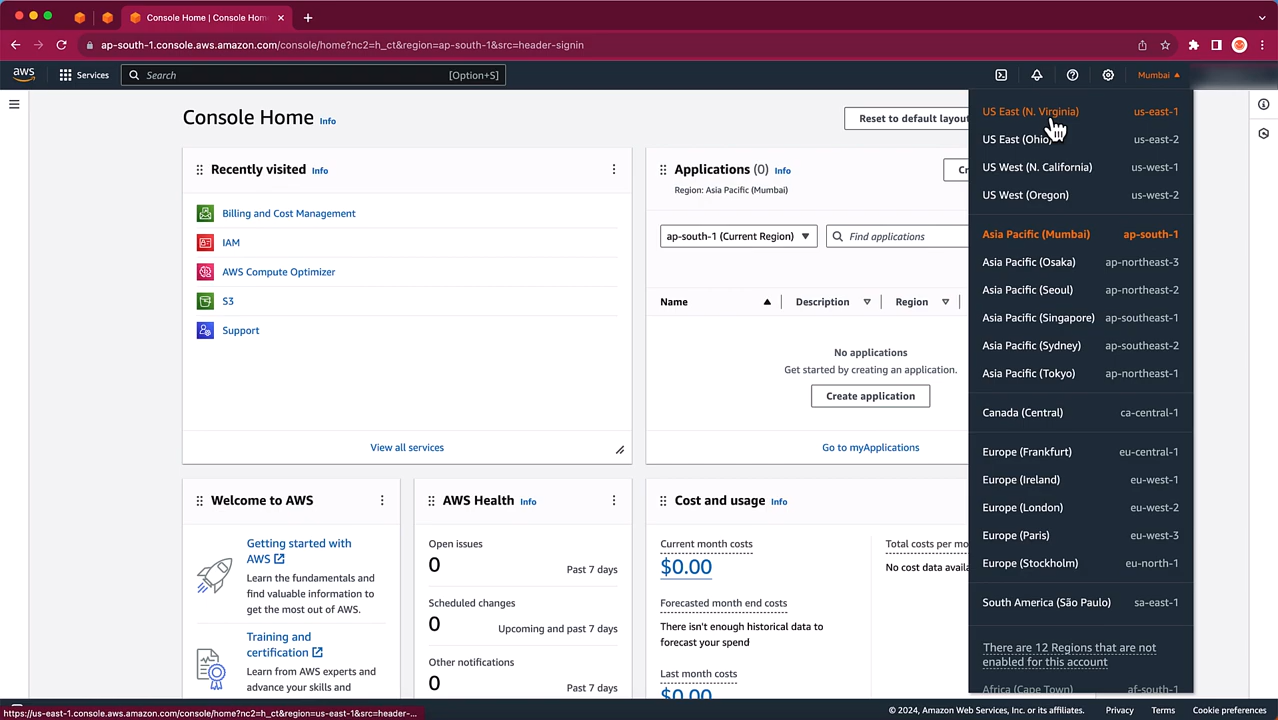 Console Home | Console Hom
ap-south-1.console.aws.amazon.com/console/home?nc2=h_ct&region=ap-south-1&src=header-signin
aws
Services
Search
[Option+S]
Mumbai
Console Home Info
Reset to default layout
Recently visited Info
Billing and Cost Management
IAM
AWS Compute Optimizer
S3
Support
View all services
Applications (0) Info
Region: Asia Pacific (Mumbai)
Cr
ap-south-1 (Current Region)
Find applications
Name
Description
Region
No applications
Get started by creating an application.
Create application
Go to myApplications
US East (N. Virginia) us-east-1
US East (Ohio) us-east-2
US West (N. California) us-west-1
US West (Oregon) us-west-2
Asia Pacific (Mumbai) ap-south-1
Asia Pacific (Osaka) ap-northeast-3
Asia Pacific (Seoul) ap-northeast-2
Asia Pacific (Singapore) ap-southeast-1
Asia Pacific (Sydney) ap-southeast-2
Asia Pacific (Tokyo) ap-northeast-1
Canada (Central) ca-central-1
Europe (Frankfurt) eu-central-1
Europe (Ireland) eu-west-1
Europe (London) eu-west-2
Europe (Paris) eu-west-3
Europe (Stockholm) eu-north-1
South America (São Paulo) sa-east-1
There are 12 Regions that are not
enabled for this account
Africa (Cape Town) af-south-1
Welcome to AWS
Getting started with
AWS
Learn the fundamentals and
find valuable information to
get the most out of AWS.
Training and
certification
Learn from AWS experts and
advance your skills and
AWS Health Info
Open issues
0
Past 7 days
Scheduled changes
0
Upcoming and past 7 days
Other notifications
0
Past 7 days
Cost and usage Info
Current month costs
$0.00
Forecasted month end costs
There isn't enough historical data to
forecast your spend
Last month costs
$0.00
Total costs per mo
No cost data availa
https://us-east-1.console.aws.amazon.com/console/home?nc2=h_ct&region=us-east-1&src=header-...
© 2024, Amazon Web Services, Inc. or its affiliates.
Privacy
Terms
Cookie preferences